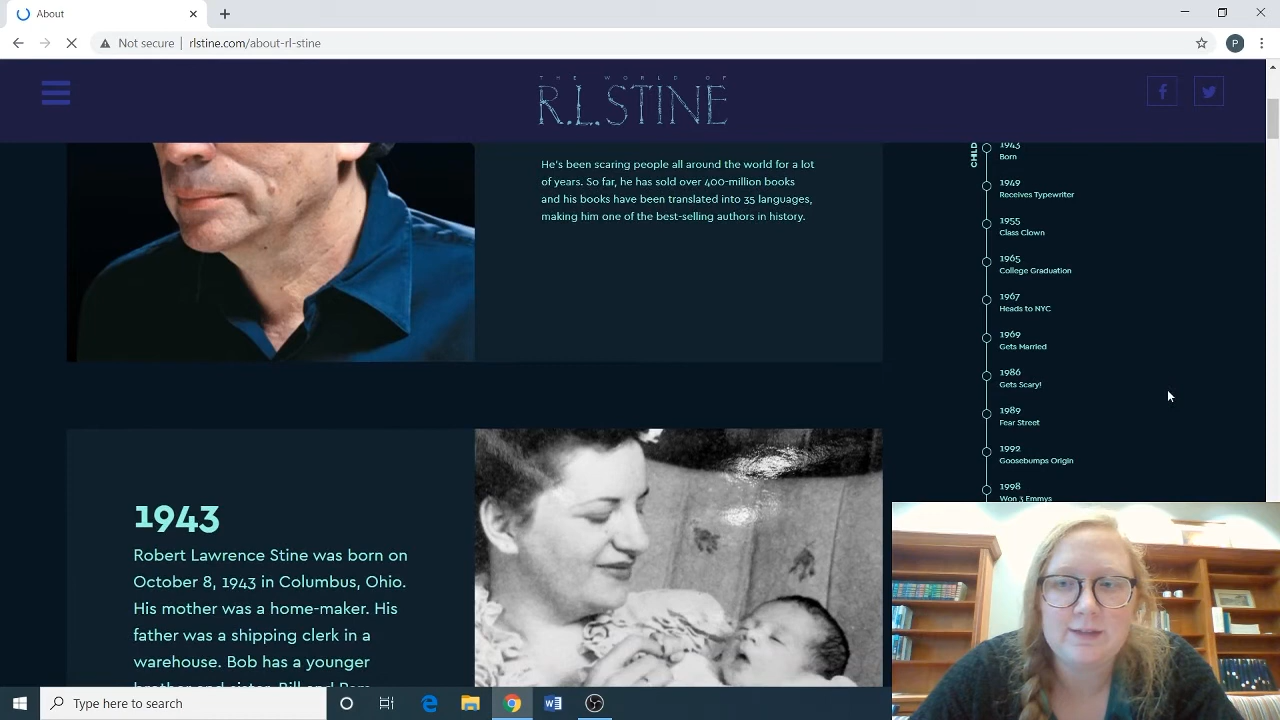 About
Not secure
rlstine.com/about-rl-stine
P
THE WORLD OF
R.L.STINE
He's been scaring people all around the world for a lot
of years. So far, he has sold over 400-million books
and his books have been translated into 35 languages,
making him one of the best-selling authors in history.
CHILD
1943
Born
1949
Receives Typewriter
1955
Class Clown
1965
College Graduation
1967
Heads to NYC
1969
Gets Married
1986
Gets Scary!
1989
Fear Street
1992
Goosebumps Origin
1998
Won 3 Emmys
1943
Robert Lawrence Stine was born on
October 8, 1943 in Columbus, Ohio.
His mother was a home-maker. His
father was a shipping clerk in a
warehouse. Bob has a younger
brother and sister, Bill and Pam.
Type here to search